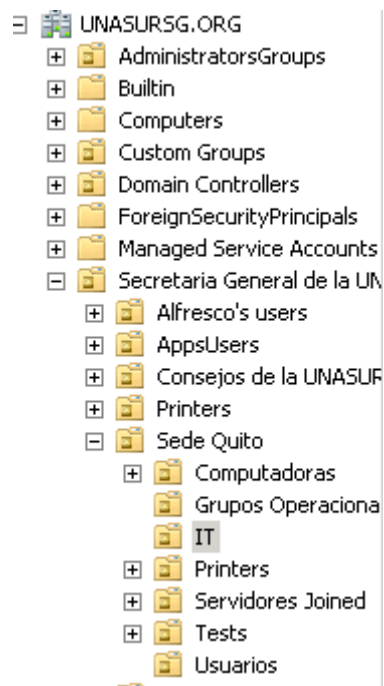 UNASURSG.ORG
AdministratorsGroups
Builtin
Computers
Custom Groups
Domain Controllers
ForeignSecurityPrincipals
Managed Service Accounts
Secretaria General de la UN
Alfresco's users
AppsUsers
Consejos de la UNASUR
Printers
Sede Quito
Computadoras
Grupos Operaciona
IT
Printers
Servidores Joined
Tests
Usuarios